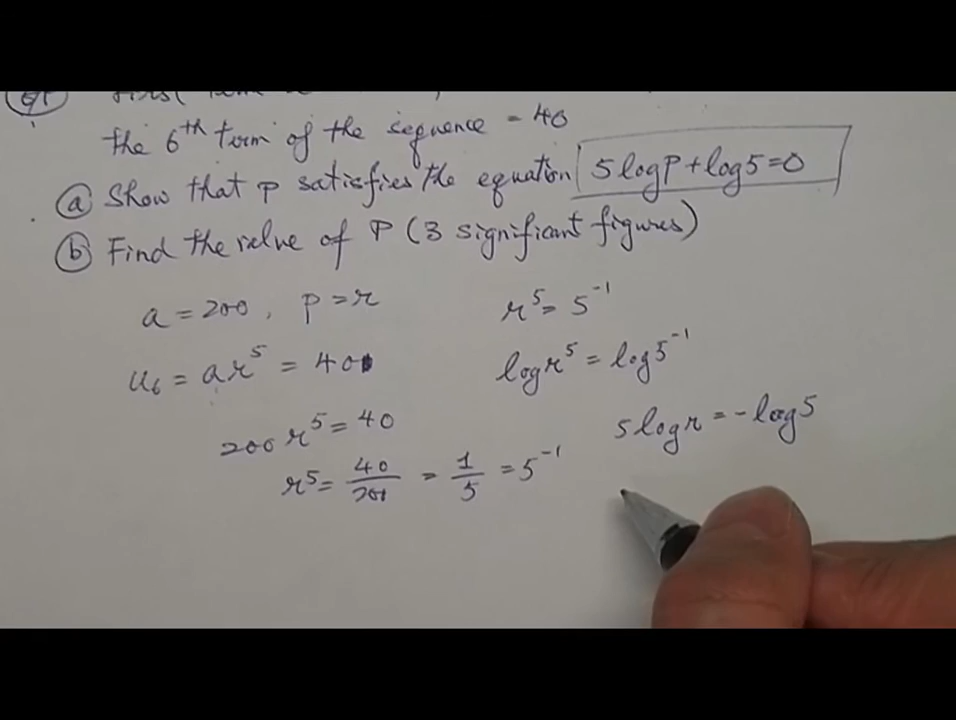 the 6th term of the sequence = 40
ⓐ Show that p satisfies the equation 5 log P + log 5 = 0
ⓑ Find the value of P (3 significant figures)
a = 200, p = r
u₆ = ar⁵ = 40
200 r⁵ = 40
r⁵ = 40/200 = 1/5 = 5⁻¹
r⁵ = 5⁻¹
log r⁵ = log 5⁻¹
5 log r = - log 5